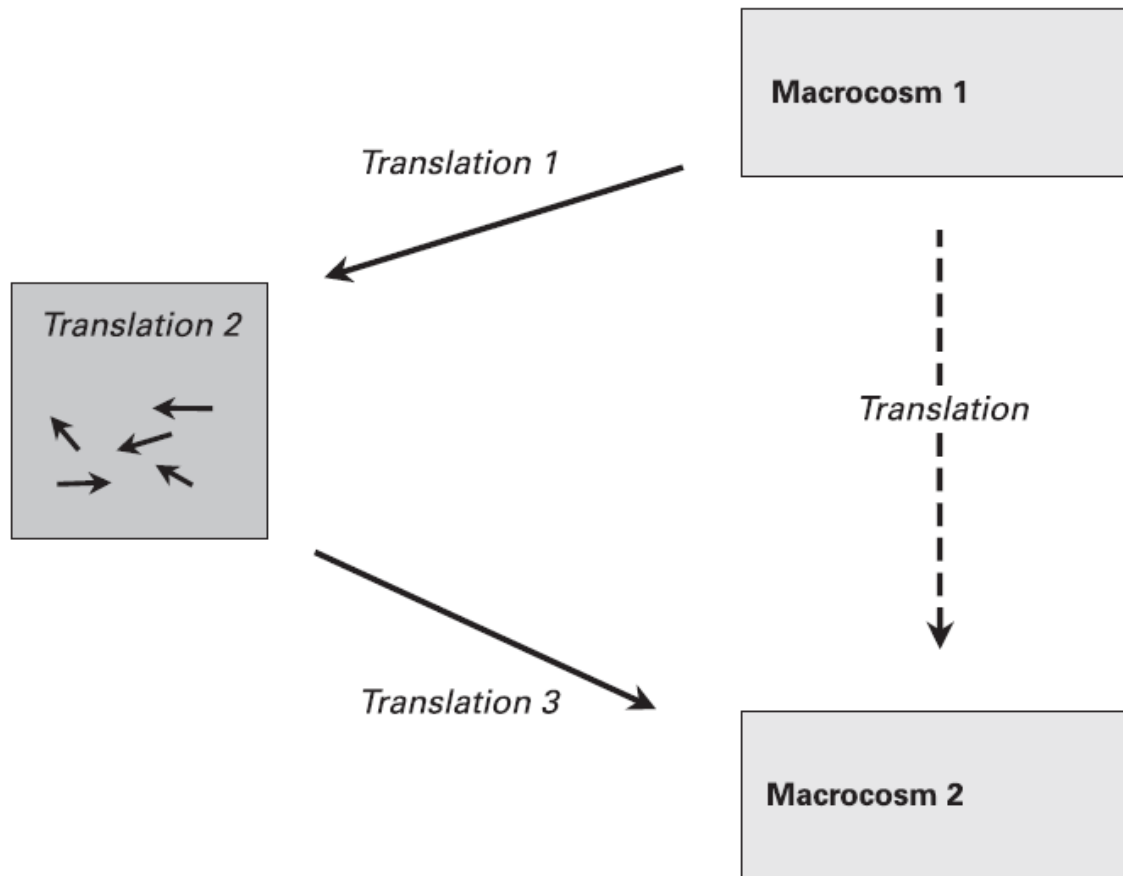 Macrocosm 1
Translation 1
Translation 2
Translation
Translation 3
Macrocosm 2